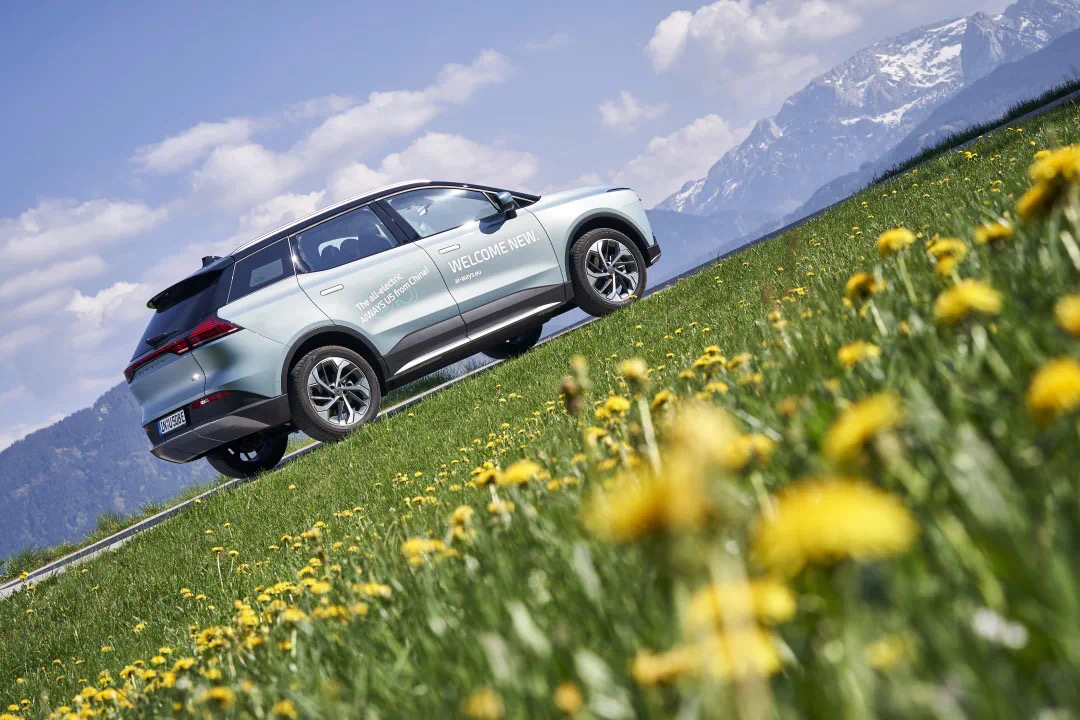 The all-electric
AIWAYS U5 from China!
WELCOME NEW.
ai-ways.eu